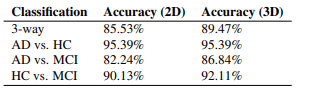 Classification Accuracy (2D) Accuracy (3D)
3-way 85.53% 89.47%
AD vs. HC 95.39% 95.39%
AD vs. MCI 82.24% 86.84%
HC vs. MCI 90.13% 92.11%